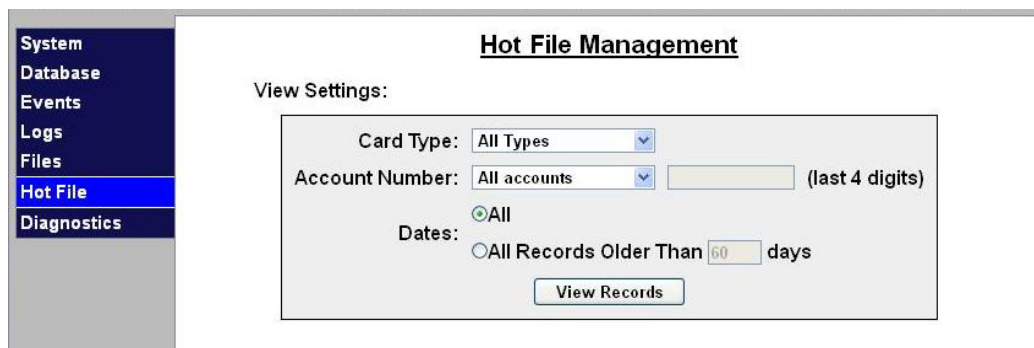 System
Database
Events
Logs
Files
Hot File
Diagnostics
Hot File Management
View Settings:
Card Type: All Types
Account Number: All accounts (last 4 digits)
Dates:
All
All Records Older Than 60 days
View Records